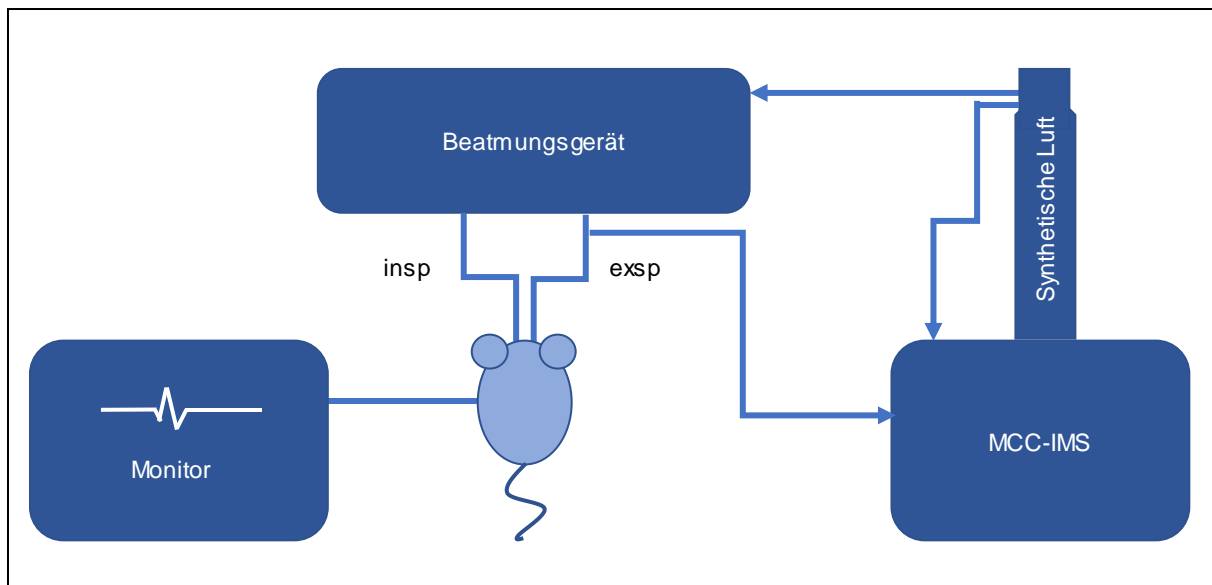 Beatmungsgerät
Synthetische Luft
insp
exsp
Monitor
MCC-IMS